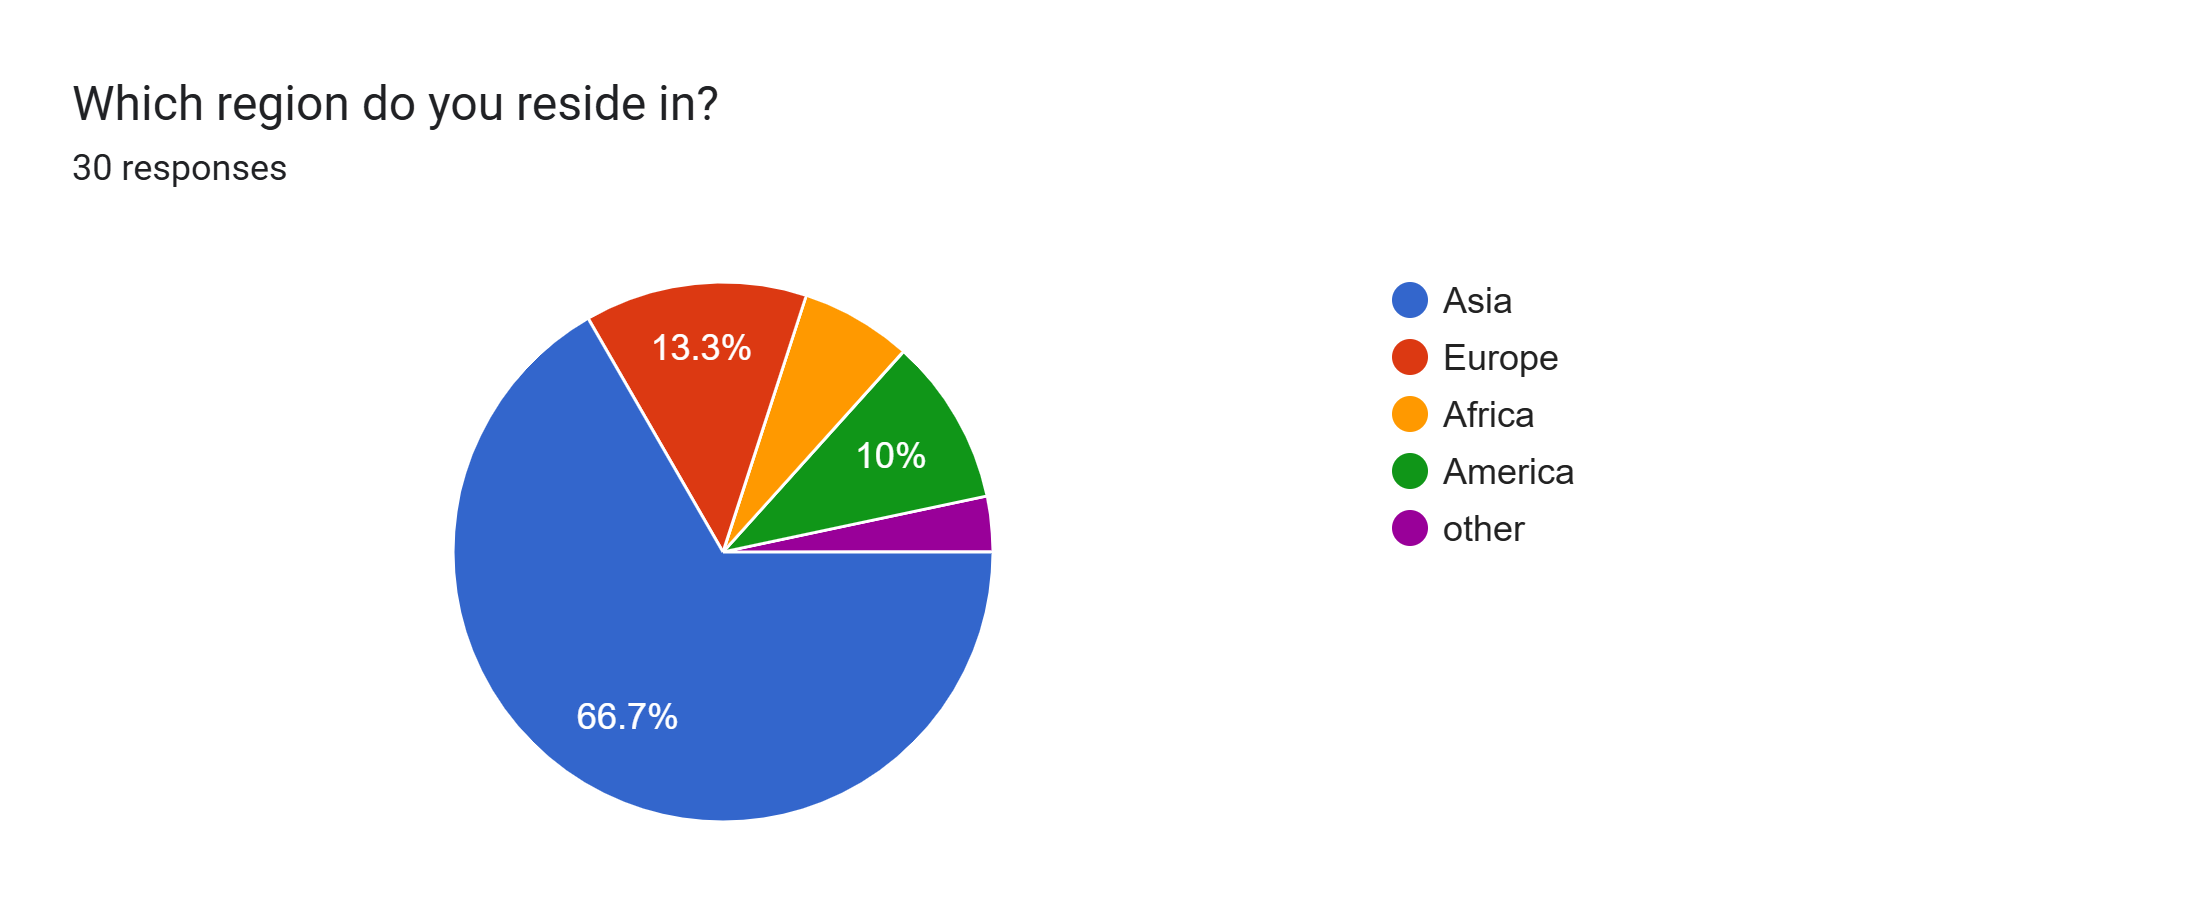 Which region do you reside in?
30 responses
13.3%
10%
66.7%
Asia
Europe
Africa
America
other